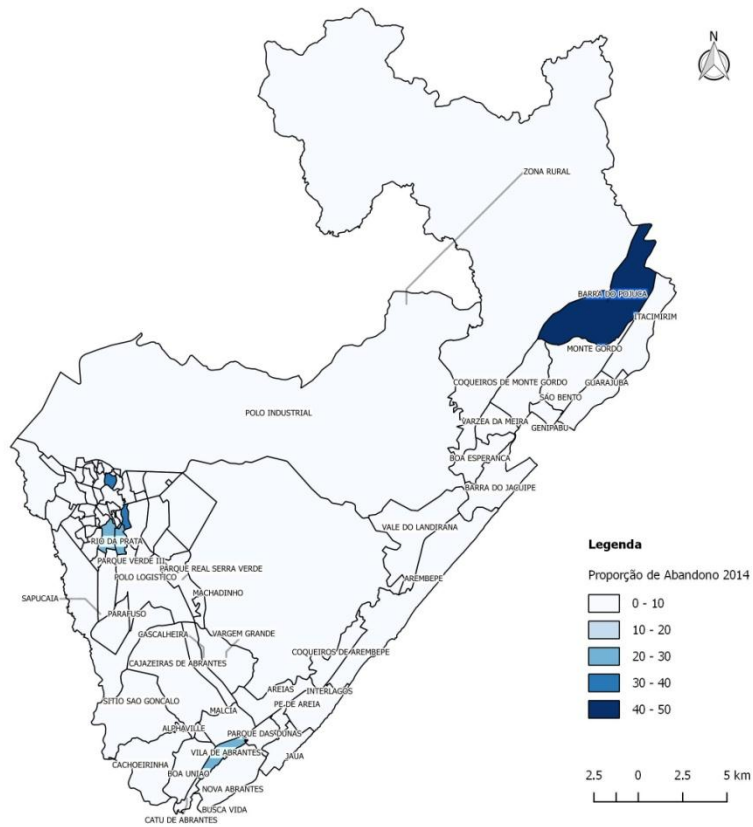 N
ZONA RURAL
BARRA DO POJUCA
ITACIMIRIM
MONTE GORDO
COQUEIROS DE MONTE GORDO
GUARAJUBA
SÃO BENTO
POLO INDUSTRIAL
VARZEA DA MEIRA
GENIPABU
BOA ESPERANCA
BARRA DO JACUIPE
VALE DO LANDIRANA
RIO DA PRATA
PARQUE VERDE III
PARQUE REAL SERRA VERDE
POLO LOGISTICO
AREMBEPE
MACHADINHO
SAPUCAIA
PARAFUSO
GASCALHEIRA
VARGEM GRANDE
COQUEIROS DE AREMBEPE
CAJAZEIRAS DE ABRANTES
AREIAS
INTERLAGOS
SITIO SAO GONCALO
PE DE AREIA
MALCIA
ALPHAVILLE
PARQUE DAS DUNAS
VILA DE ABRANTES
JAUA
CACHOEIRINHA
BOA UNIAO
NOVA ABRANTES
BUSCA VIDA
CATU DE ABRANTES
Legenda
Proporção de Abandono 2014
0 - 10
10 - 20
20 - 30
30 - 40
40 - 50
2.5 0 2.5 5 km